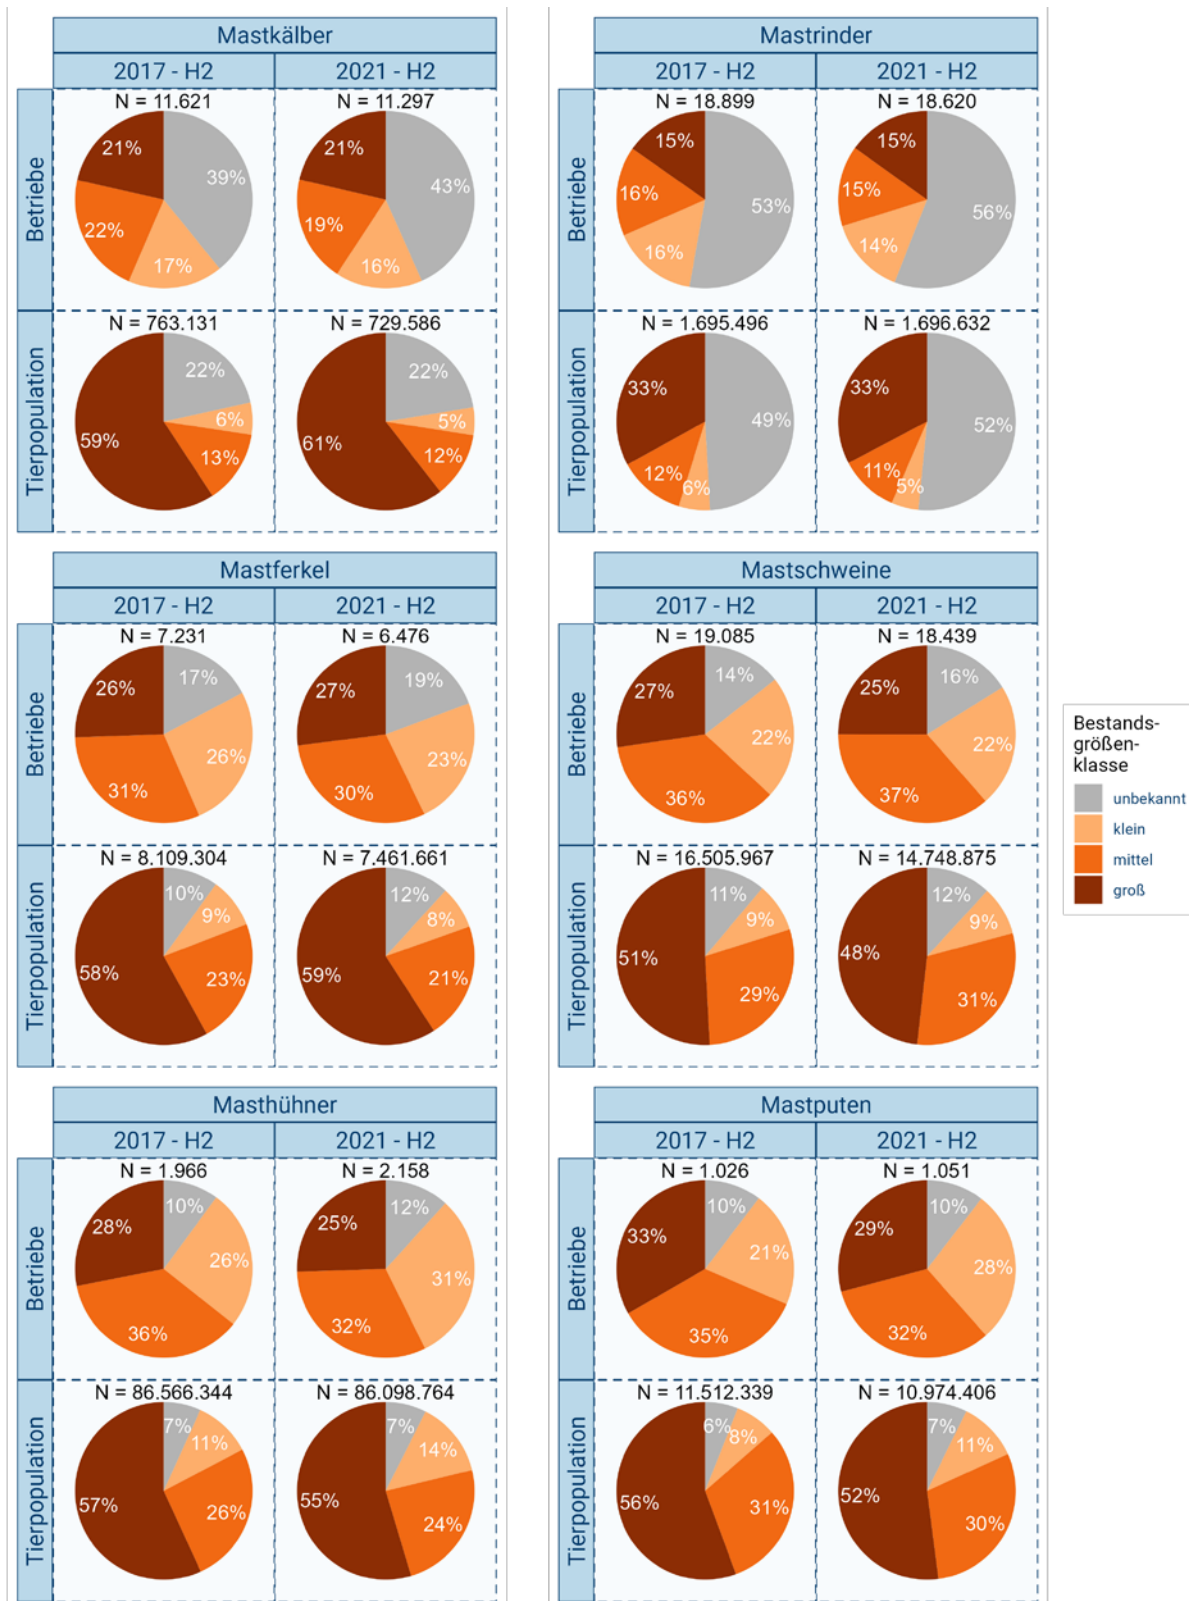 Mastkälber
2017 - H2
2021 - H2
Betriebe
N = 11.621
21%
39%
22%
17%
N = 11.297
21%
43%
19%
16%
Tierpopulation
N = 763.131
22%
6%
59%
13%
N = 729.586
22%
5%
61%
12%
Mastrinder
2017 - H2
2021 - H2
Betriebe
N = 18.899
15%
16%
53%
16%
N = 18.620
15%
15%
56%
14%
Tierpopulation
N = 1.695.496
33%
49%
12%
6%
N = 1.696.632
33%
52%
11%
5%
Mastferkel
2017 - H2
2021 - H2
Betriebe
N = 7.231
17%
26%
26%
31%
N = 6.476
19%
27%
23%
30%
Tierpopulation
N = 8.109.304
10%
9%
58%
23%
N = 7.461.661
12%
8%
59%
21%
Mastschweine
2017 - H2
2021 - H2
Betriebe
N = 19.085
14%
27%
22%
36%
N = 18.439
16%
25%
22%
37%
Tierpopulation
N = 16.505.967
11%
9%
51%
29%
N = 14.748.875
12%
9%
48%
31%
Bestands-
größen-
klasse
unbekannt
klein
mittel
groß
Masthühner
2017 - H2
2021 - H2
Betriebe
N = 1.966
10%
28%
26%
36%
N = 2.158
12%
25%
31%
32%
Tierpopulation
N = 86.566.344
7%
11%
57%
26%
N = 86.098.764
7%
14%
55%
24%
Mastputen
2017 - H2
2021 - H2
Betriebe
N = 1.026
10%
33%
21%
35%
N = 1.051
10%
29%
28%
32%
Tierpopulation
N = 11.512.339
6%
8%
56%
31%
N = 10.974.406
7%
11%
52%
30%